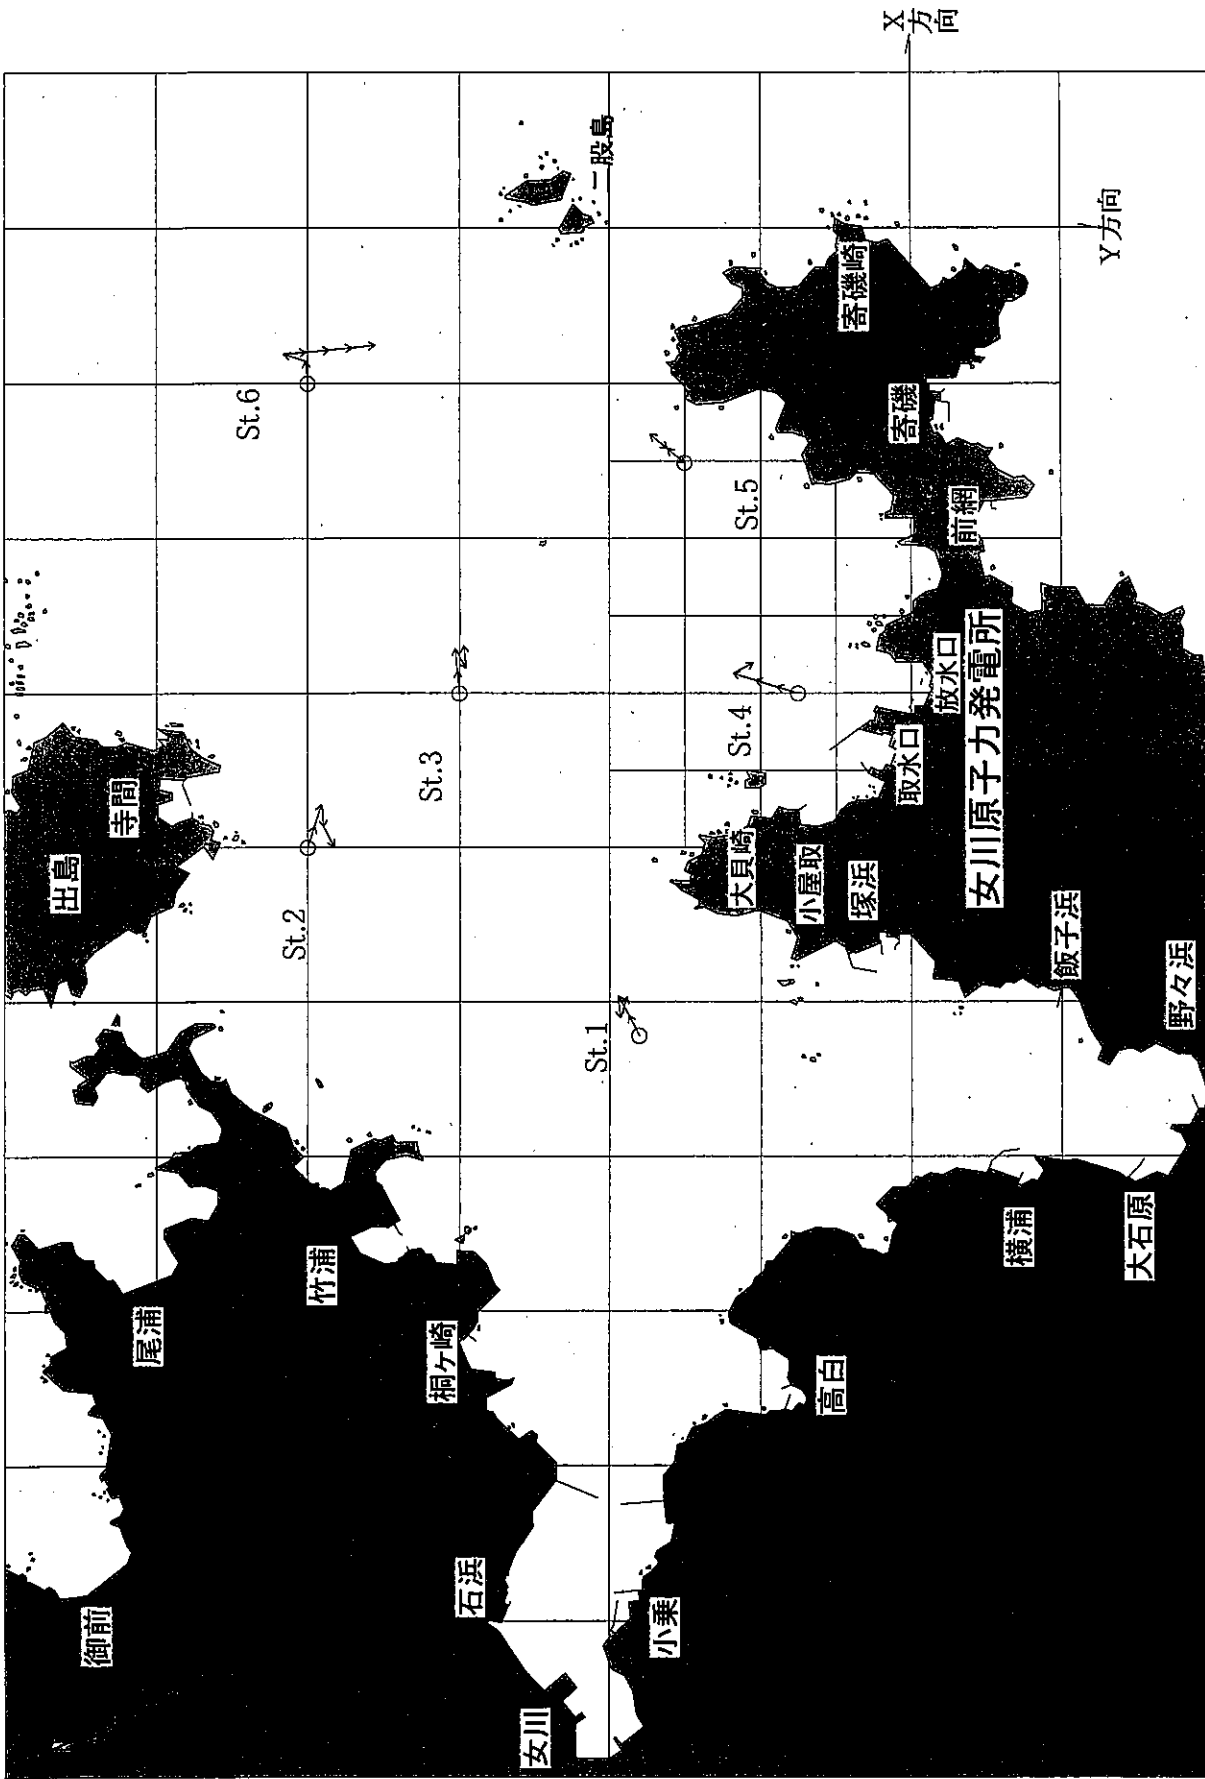 X方向
Y方向
二股島
寄磯崎
寄磯
前網
St.6
St.5
St.4
St.3
St.2
St.1
放水口
取水口
女川原子力発電所
寺間
出島
大貝崎
小屋取
塚浜
飯子浜
野々浜
尾浦
竹浦
桐ケ崎
高白
横浦
大石原
御前
石浜
小乗
女川